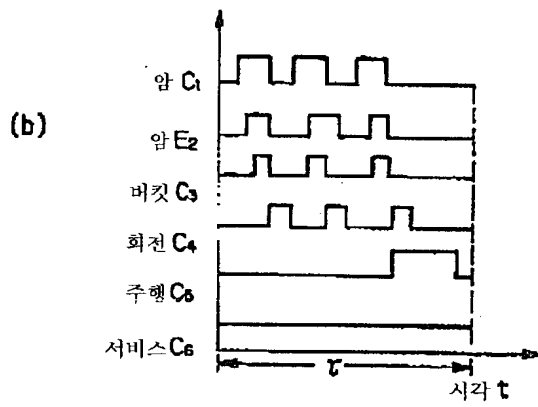 암 C₁
(b)
암 E₂
버킷 C₃
회전 C₄
주행 C₅
서비스 C₆
τ
시각 t